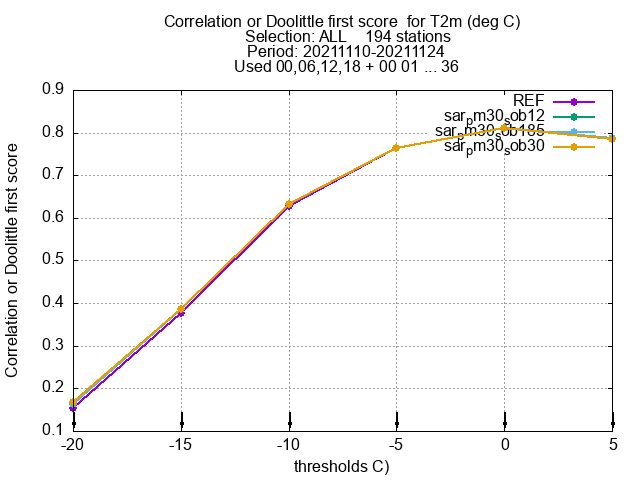 Correlation or Doolittle first score  for T2m (deg C)
Selection: ALL    194 stations
Period: 20211110-20211124
Used 00,06,12,18 + 00 01 ... 36
REF
sar_pm30_sob12
sar_pm30_sob185
sar_pm30_sob30
Correlation or Doolittle first score
0.9
0.8
0.7
0.6
0.5
0.4
0.3
0.2
0.1
-20 -15 -10 -5 0 5
thresholds C)